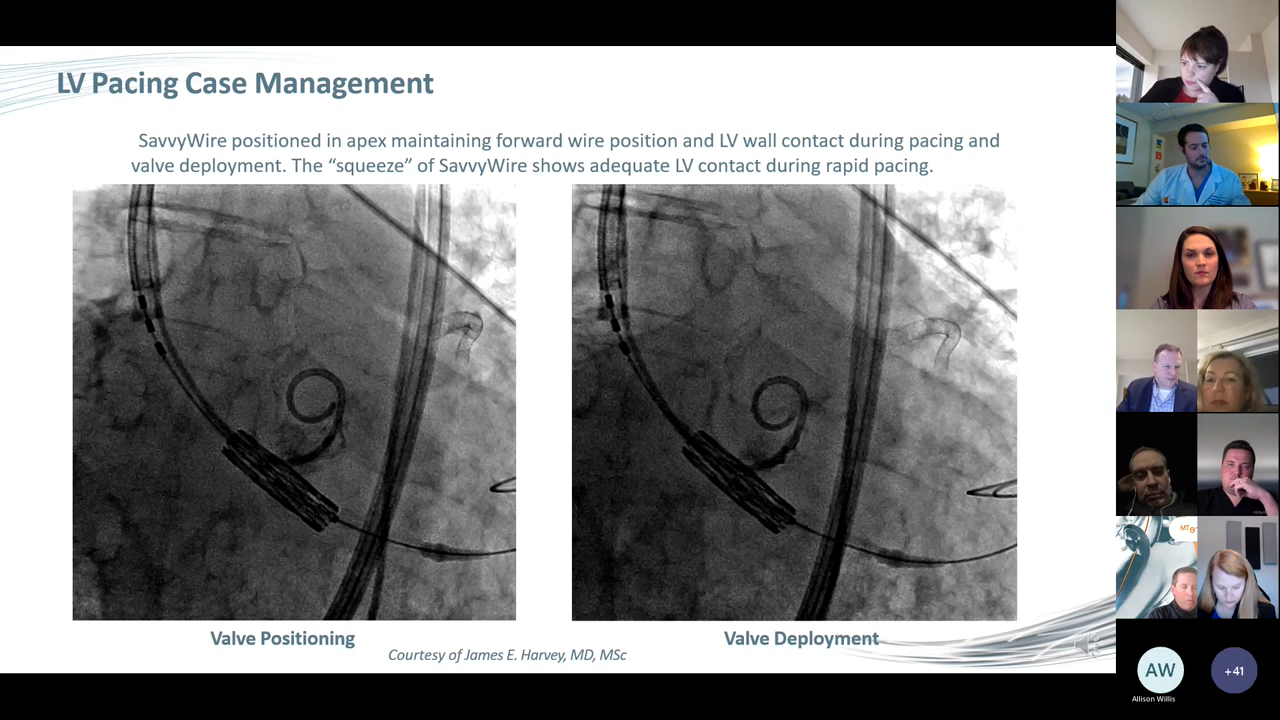 LV Pacing Case Management
SavvyWire positioned in apex maintaining forward wire position and LV wall contact during pacing and
valve deployment. The “squeeze” of SavvyWire shows adequate LV contact during rapid pacing.
Valve Positioning
Valve Deployment
Courtesy of James E. Harvey, MD, MSc
AW
+41
Allison Willis